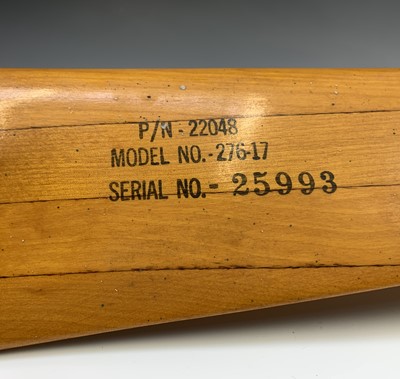 P/N - 22048
MODEL NO.-276-17
SERIAL NO.- 25993